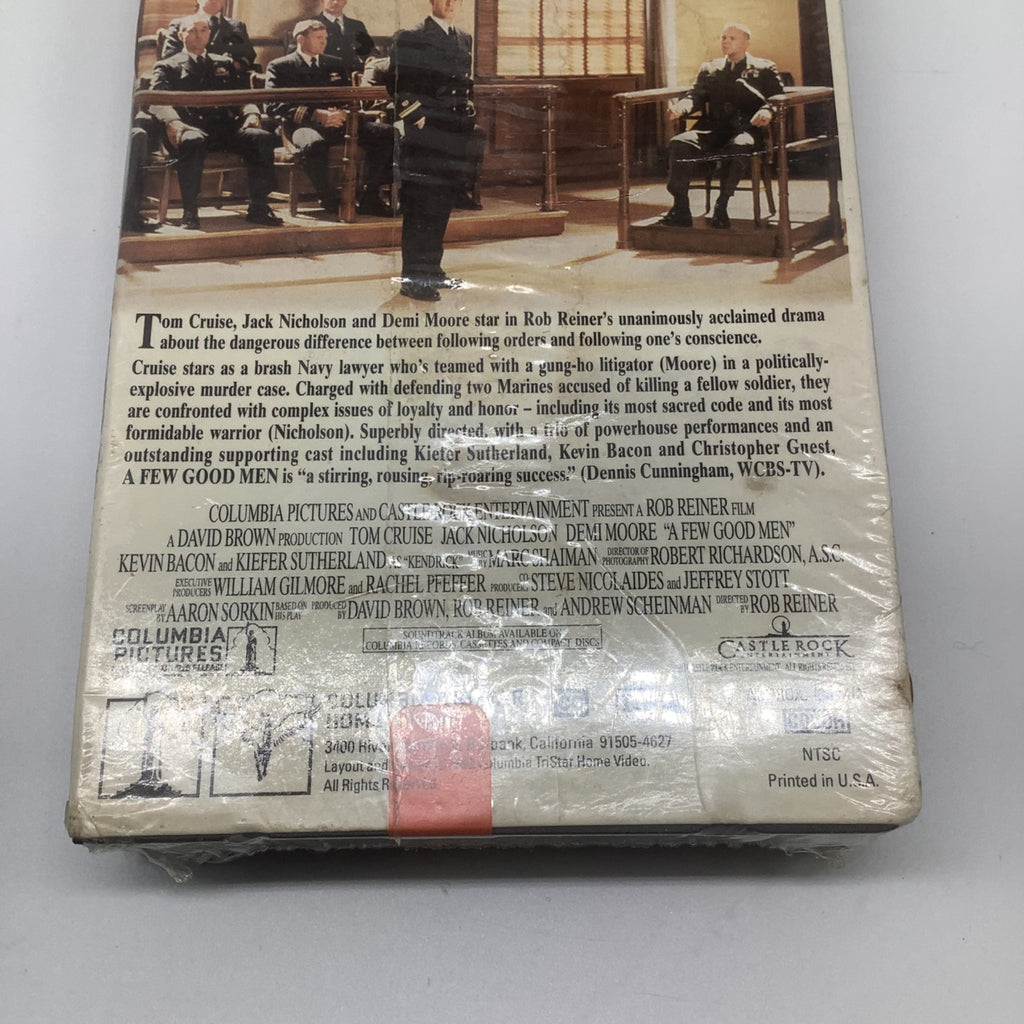 Tom Cruise, Jack Nicholson and Demi Moore star in Rob Reiner's unanimously acclaimed drama
about the dangerous difference between following orders and following one's conscience.
Cruise stars as a brash Navy lawyer who's teamed with a gung-ho litigator (Moore) in a politically-
explosive murder case. Charged with defending two Marines accused of killing a fellow soldier, they
are confronted with complex issues of loyalty and honor – including its most sacred code and its most
formidable warrior (Nicholson). Superbly directed, with a trio of powerhouse performances and an
outstanding supporting cast including Kiefer Sutherland, Kevin Bacon and Christopher Guest,
A FEW GOOD MEN is "a stirring, rousing, rip-roaring success." (Dennis Cunningham, WCBS-TV).
COLUMBIA PICTURES AND CASTLE ROCK ENTERTAINMENT PRESENT A ROB REINER FILM
A DAVID BROWN PRODUCTION TOM CRUISE JACK NICHOLSON DEMI MOORE "A FEW GOOD MEN"
KEVIN BACON and KIEFER SUTHERLAND AS "KENDRICK" MUSIC BY MARC SHAIMAN DIRECTOR OF PHOTOGRAPHY ROBERT RICHARDSON, A.S.C.
EXECUTIVE PRODUCERS WILLIAM GILMORE and RACHEL PFEFFER CO-PRODUCERS STEVE NICOLAIDES and JEFFREY STOTT
SCREENPLAY BY AARON SORKIN BASED ON HIS PLAY PRODUCED BY DAVID BROWN, ROB REINER and ANDREW SCHEINMAN DIRECTED BY ROB REINER
COLUMBIA
PICTURES
SOUNDTRACK ALBUM AVAILABLE ON
COLUMBIA RECORDS CASSETTES AND COMPACT DISCS
CASTLE ROCK
ENTERTAINMENT
3400 California 91505-4627
Layout and Columbia TriStar Home Video.
All Rights Reserved.
COLOR
NTSC
Printed in U.S.A.